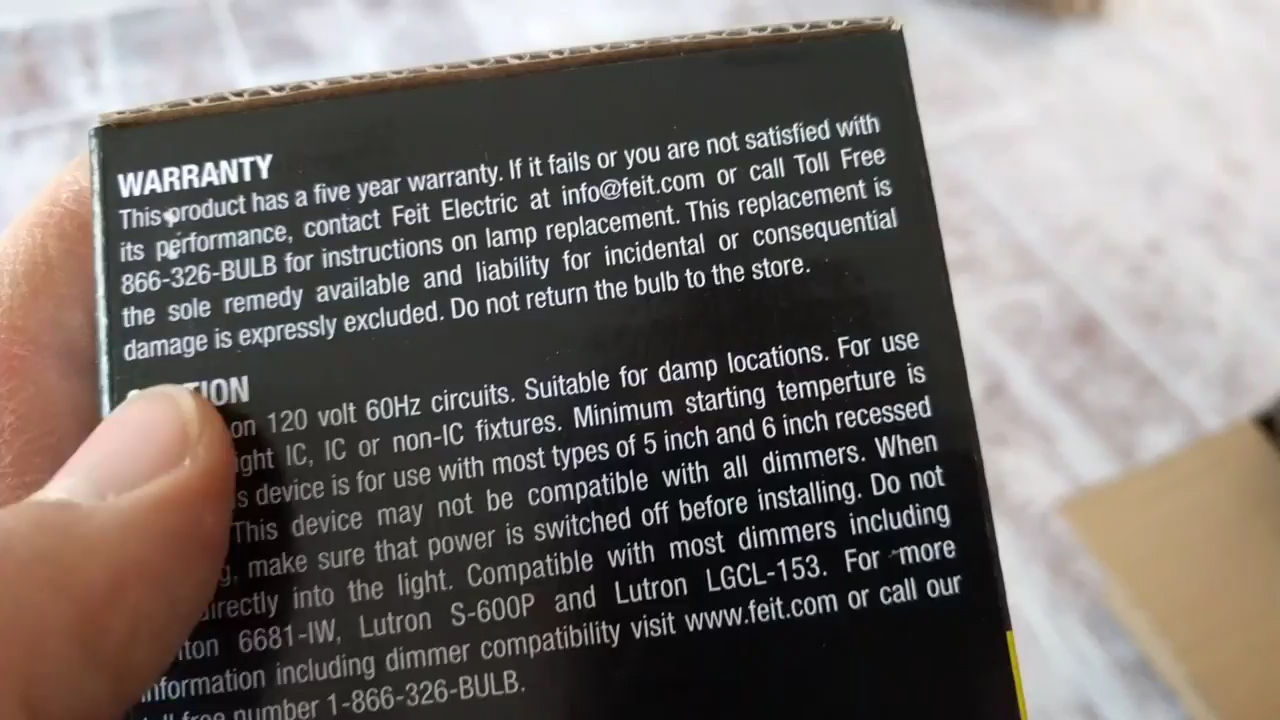 WARRANTY
This product has a five year warranty. If it fails or you are not satisfied with
its performance, contact Feit Electric at info@feit.com or call Toll Free
866-326-BULB for instructions on lamp replacement. This replacement is
the sole remedy available and liability for incidental or consequential
damage is expressly excluded. Do not return the bulb to the store.
on 120 volt 60Hz circuits. Suitable for damp locations. For use
IC, IC or non-IC fixtures. Minimum starting temperture is
device is for use with most types of 5 inch and 6 inch recessed
This device may not be compatible with all dimmers. When
make sure that power is switched off before installing. Do not
directly into the light. Compatible with most dimmers including
6681-IW, Lutron S-600P and Lutron LGCL-153. For more
information including dimmer compatibility visit www.feit.com or call our
free number 1-866-326-BULB.